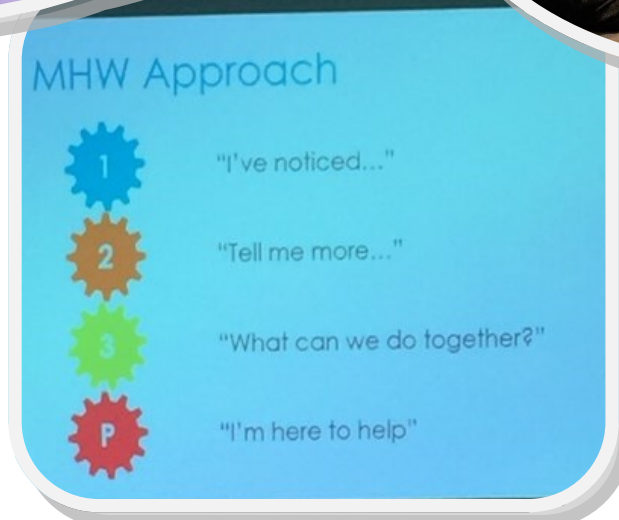 MHW Approach
1 "I've noticed..."
2 "Tell me more..."
3 "What can we do together?"
P "I'm here to help"